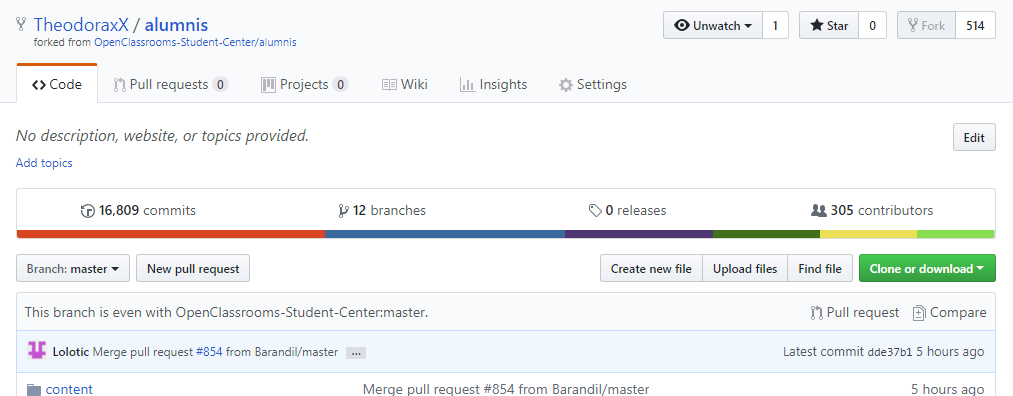 TheodoraxX / alumnis
Unwatch 1 Star 0 Fork 514
forked from OpenClassrooms-Student-Center/alumnis
Code Pull requests 0 Projects 0 Wiki Insights Settings
No description, website, or topics provided.
Edit
Add topics
16,809 commits 12 branches 0 releases 305 contributors
Branch: master New pull request Create new file Upload files Find file Clone or download
This branch is even with OpenClassrooms-Student-Center:master. Pull request Compare
Lolotic Merge pull request #854 from Barandil/master ... Latest commit dde37b1 5 hours ago
content Merge pull request #854 from Barandil/master 5 hours ago